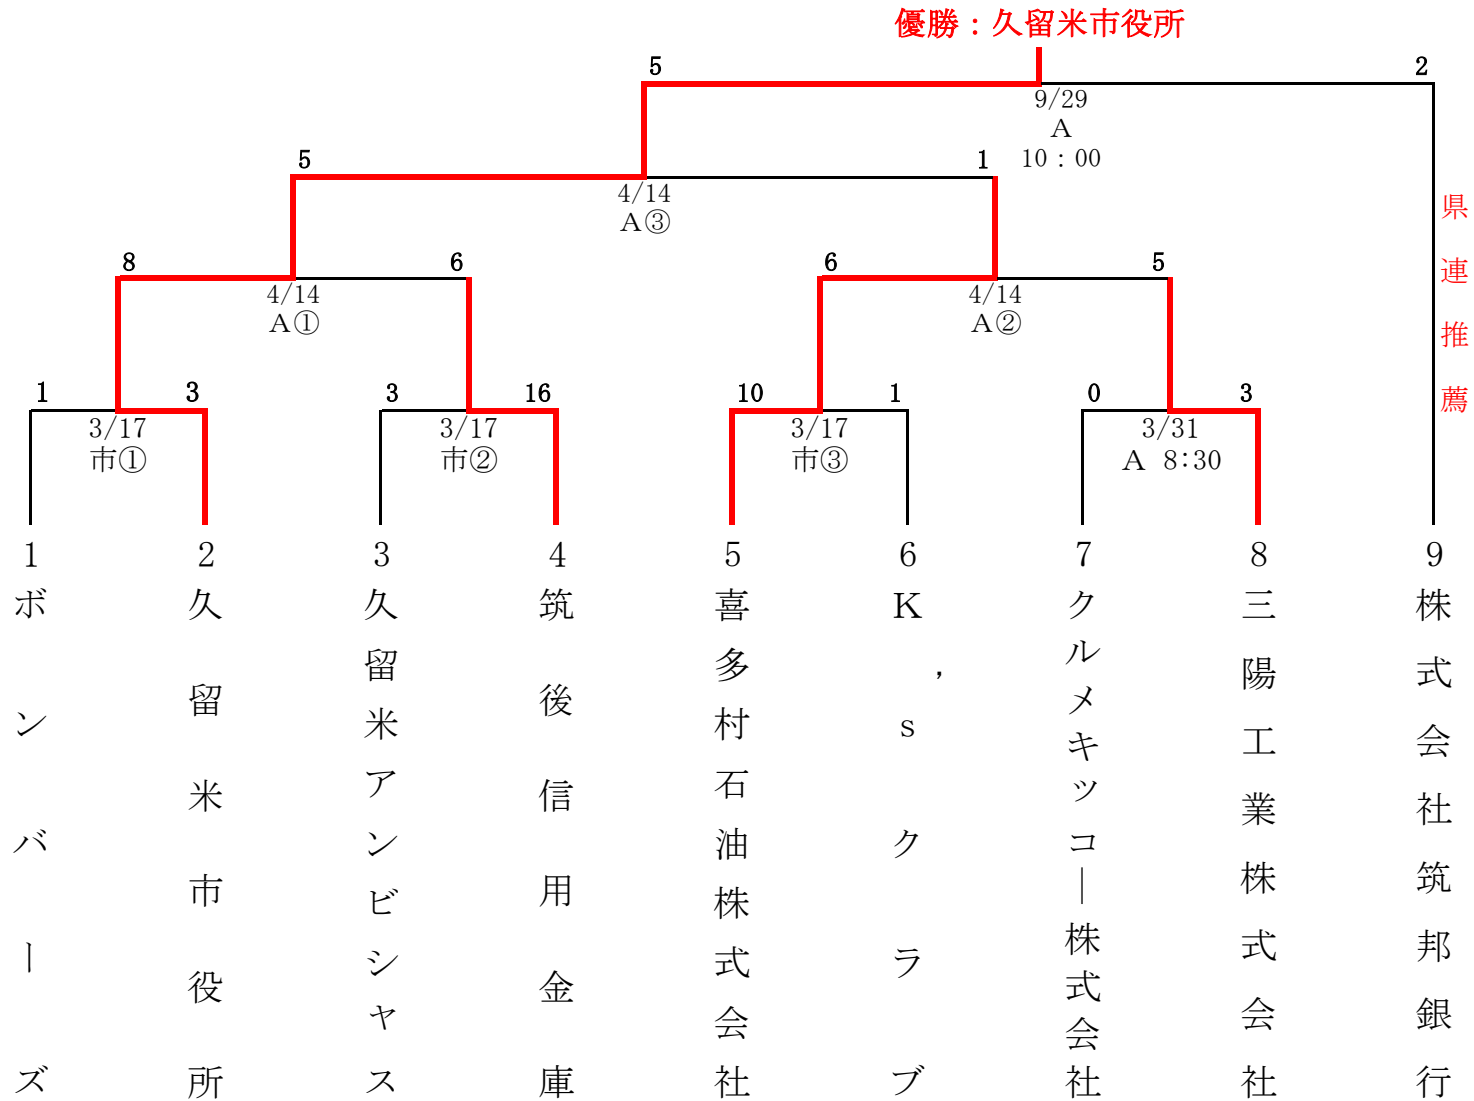 優勝：久留米市役所
5 2
9/29
A
10：00
5 1
4/14
A③
県連推薦
8 6 6 5
4/14 4/14
A① A②
1 3 3 16 10 1 0 3
3/17 3/17 3/17 3/31
市① 市② 市③ A 8:30
1 2 3 4 5 6 7 8 9
ボンバーズ
久留米市役所
久留米アンビシャス
筑後信用金庫
喜多村石油株式会社
K’sクラブ
クルメキッコー株式会社
三陽工業株式会社
株式会社筑邦銀行